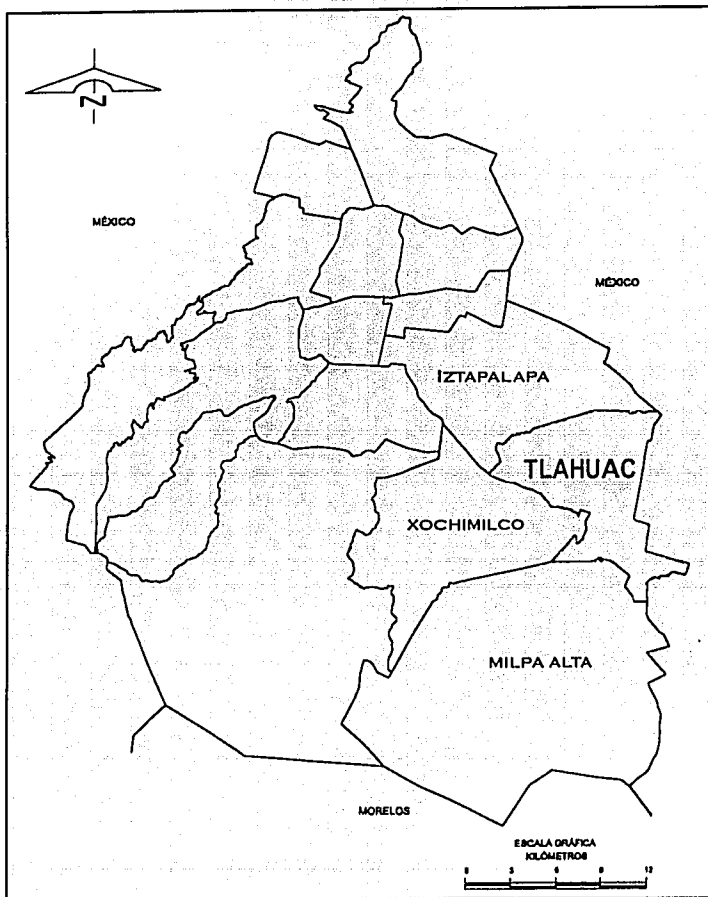 N
MÉXICO
MÉXICO
IZTAPALAPA
TLAHUAC
XOCHIMILCO
MILPA ALTA
MORELOS
ESCALA GRÁFICA
KILÓMETROS
0 3 6 9 12